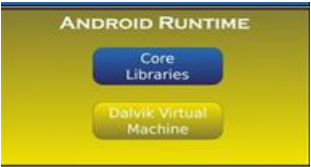 ANDROID RUNTIME
Core
Libraries
Dalvik Virtual
Machine